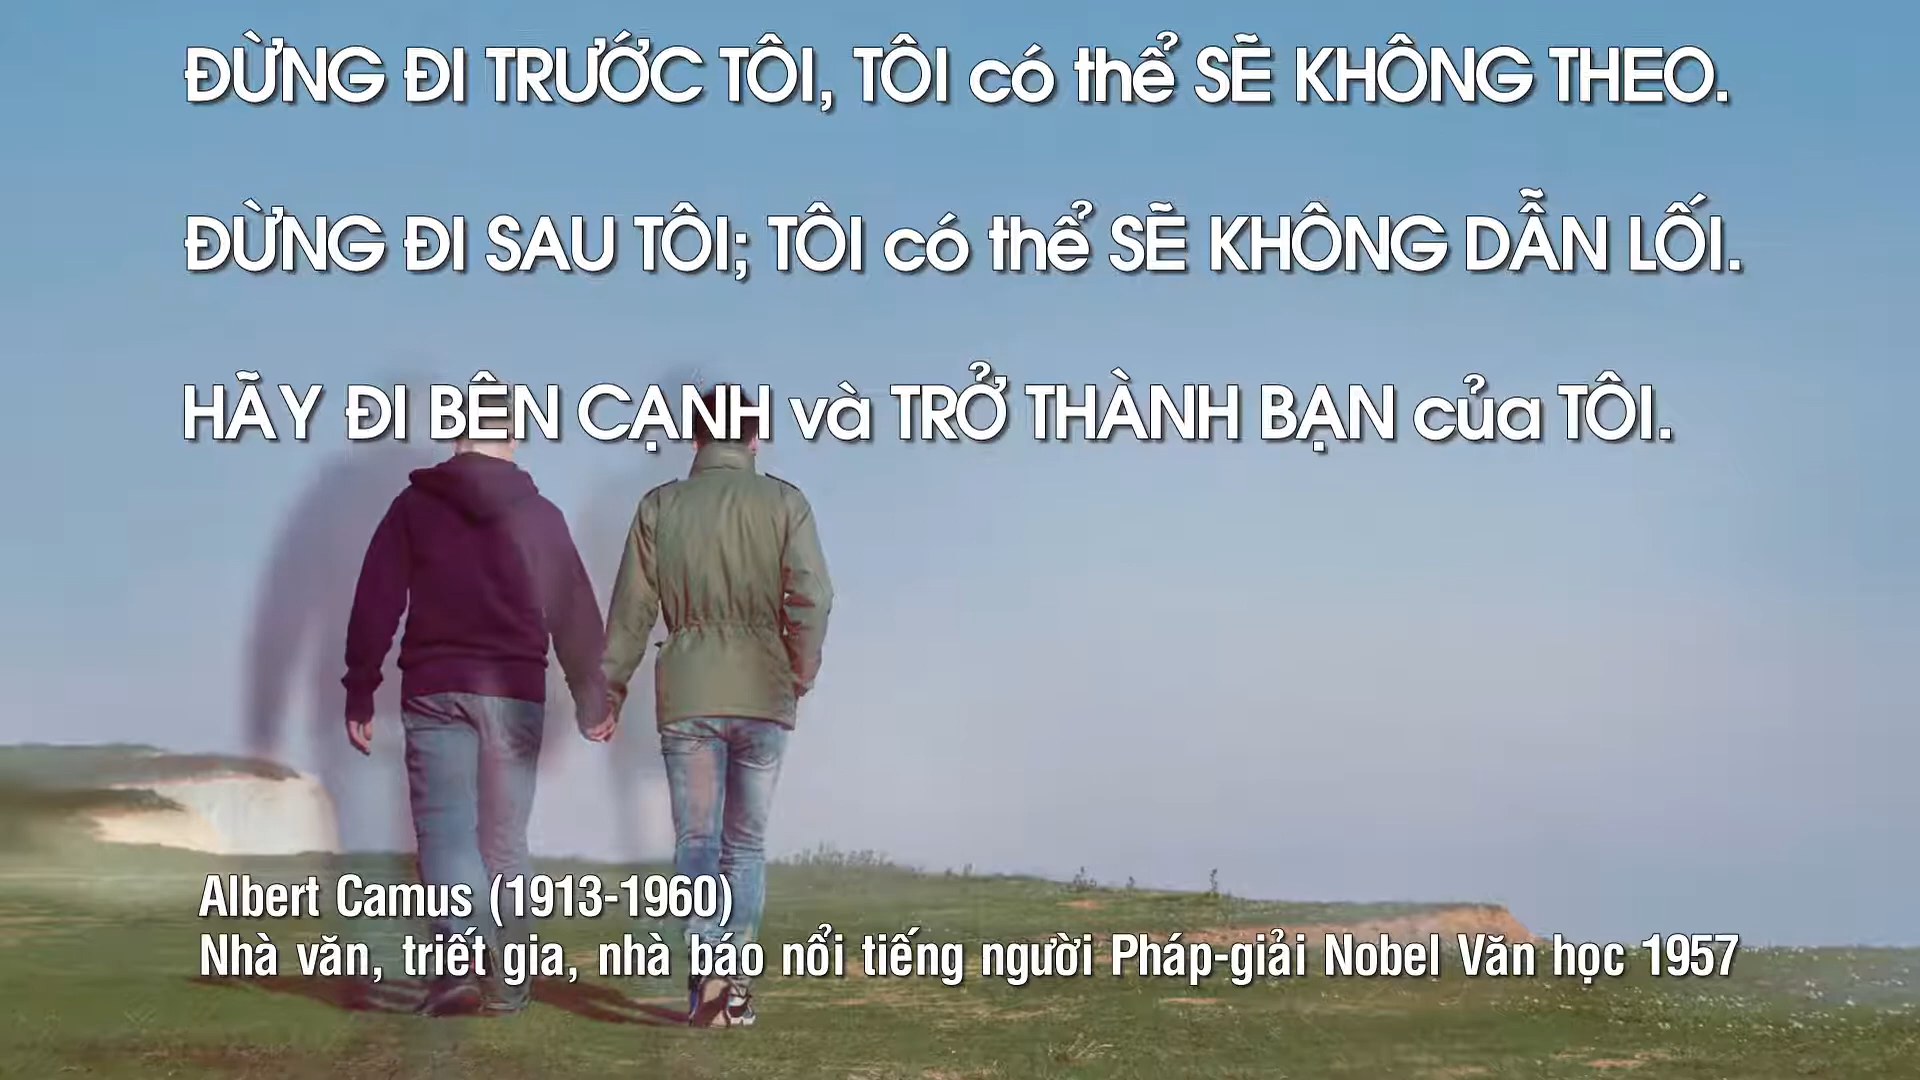 ĐỪNG ĐI TRƯỚC TÔI, TÔI có thể SẼ KHÔNG THEO.
ĐỪNG ĐI SAU TÔI; TÔI có thể SẼ KHÔNG DẪN LỐI.
HÃY ĐI BÊN CẠNH và TRỞ THÀNH BẠN của TÔI.
Albert Camus (1913-1960)
Nhà văn, triết gia, nhà báo nổi tiếng người Pháp-giải Nobel Văn học 1957